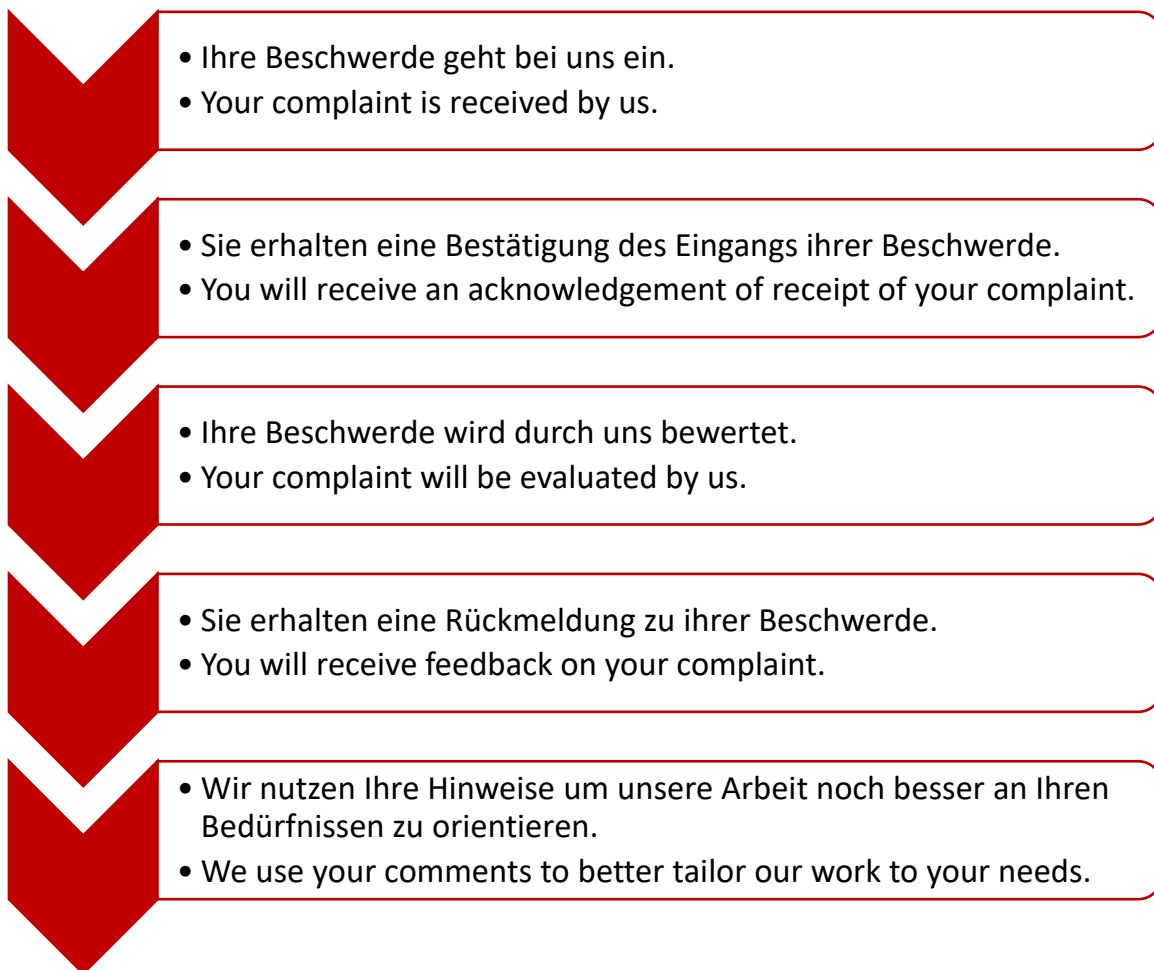 • Ihre Beschwerde geht bei uns ein.
• Your complaint is received by us.
• Sie erhalten eine Bestätigung des Eingangs ihrer Beschwerde.
• You will receive an acknowledgement of receipt of your complaint.
• Ihre Beschwerde wird durch uns bewertet.
• Your complaint will be evaluated by us.
• Sie erhalten eine Rückmeldung zu ihrer Beschwerde.
• You will receive feedback on your complaint.
• Wir nutzen Ihre Hinweise um unsere Arbeit noch besser an Ihren
Bedürfnissen zu orientieren.
• We use your comments to better tailor our work to your needs.